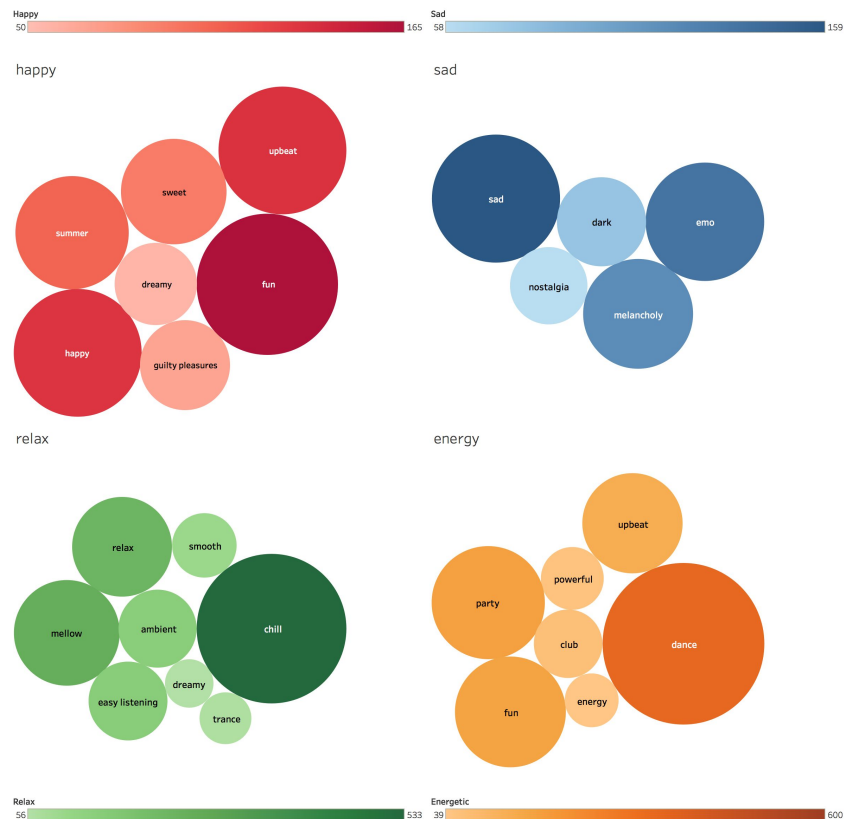 Happy
50 165
Sad
58 159
happy
upbeat
sweet
summer
dreamy
fun
happy
guilty pleasures
sad
sad
dark
emo
nostalgia
melancholy
relax
relax
smooth
mellow
ambient
chill
dreamy
easy listening
trance
energy
upbeat
powerful
party
club
dance
energy
fun
Relax
56 533
Energetic
39 600